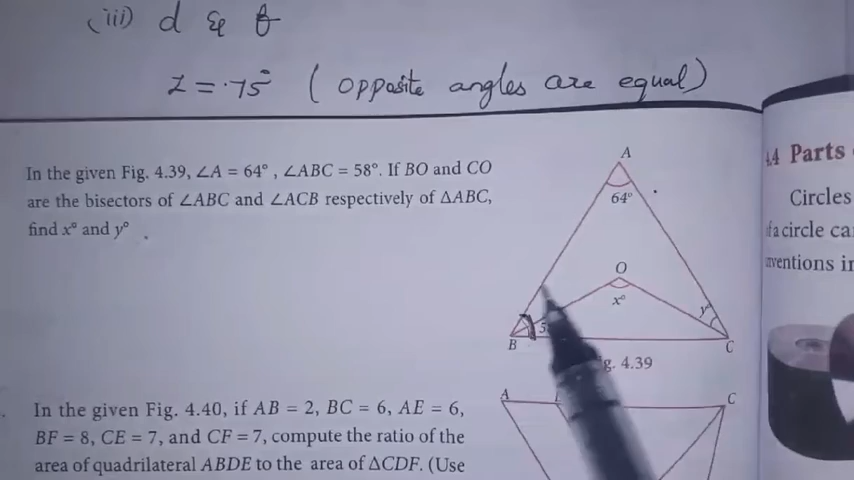 (iii) d & b
z = 75° ( opposite angles are equal)
In the given Fig. 4.39, ∠A = 64°, ∠ABC = 58°. If BO and CO
are the bisectors of ∠ABC and ∠ACB respectively of ΔABC,
find x° and y°
A
64°
O
x°
y°
B
C
g. 4.39
In the given Fig. 4.40, if AB = 2, BC = 6, AE = 6,
BF = 8, CE = 7, and CF = 7, compute the ratio of the
area of quadrilateral ABDE to the area of ΔCDF. (Use
A
C
4.4 Parts
Circles
f a circle ca
nventions i